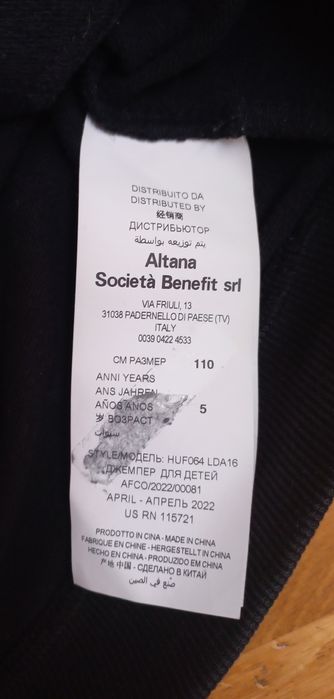 DISTRIBUITO DA
DISTRIBUTED BY
经销商
ДИСТРИБЬЮТОР
يتم توزيعه بواسطة
Altana
Società Benefit srl
VIA FRIULI, 13
31038 PADERNELLO DI PAESE (TV)
ITALY
0039 0422 4533
CM РАЗМЕР 110
ANNI YEARS
ANS JAHREN
AÑOS ANOS 5
岁 ВОЗРАСТ
سنوات
STYLE/МОДЕЛЬ: HUF064 LDA16
ДЖЕМПЕР ДЛЯ ДЕТЕЙ
AFCO/2022/00081
APRIL - АПРЕЛЬ 2022
US RN 115721
PRODOTTO IN CINA - MADE IN CHINA
FABRIQUE EN CHINE - HERGESTELLT IN CHINA
HECHO EN CHINA - PRODUZIDO EM CHINA
产地 中国 - СДЕЛАНО В КИТАЙ
صنع في الصين